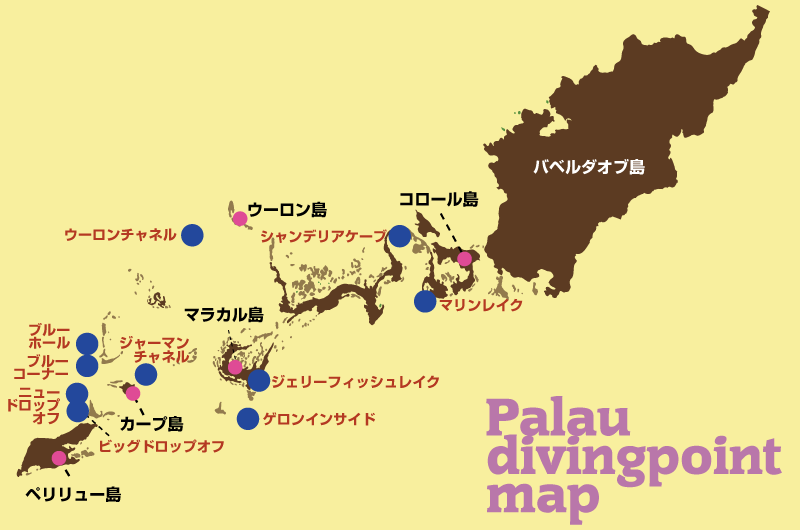 バベルダオブ島
コロール島
ウーロン島
ウーロンチャネル
シャンデリアケーブ
マリンレイク
マラカル島
ブルー
ホール
ジャーマン
チャネル
ブルー
コーナー
ジェリーフィッシュレイク
ニュー
ドロップ
オフ
カープ島
ゲロンインサイド
ビッグドロップオフ
ペリリュー島
Palau
divingpoint
map